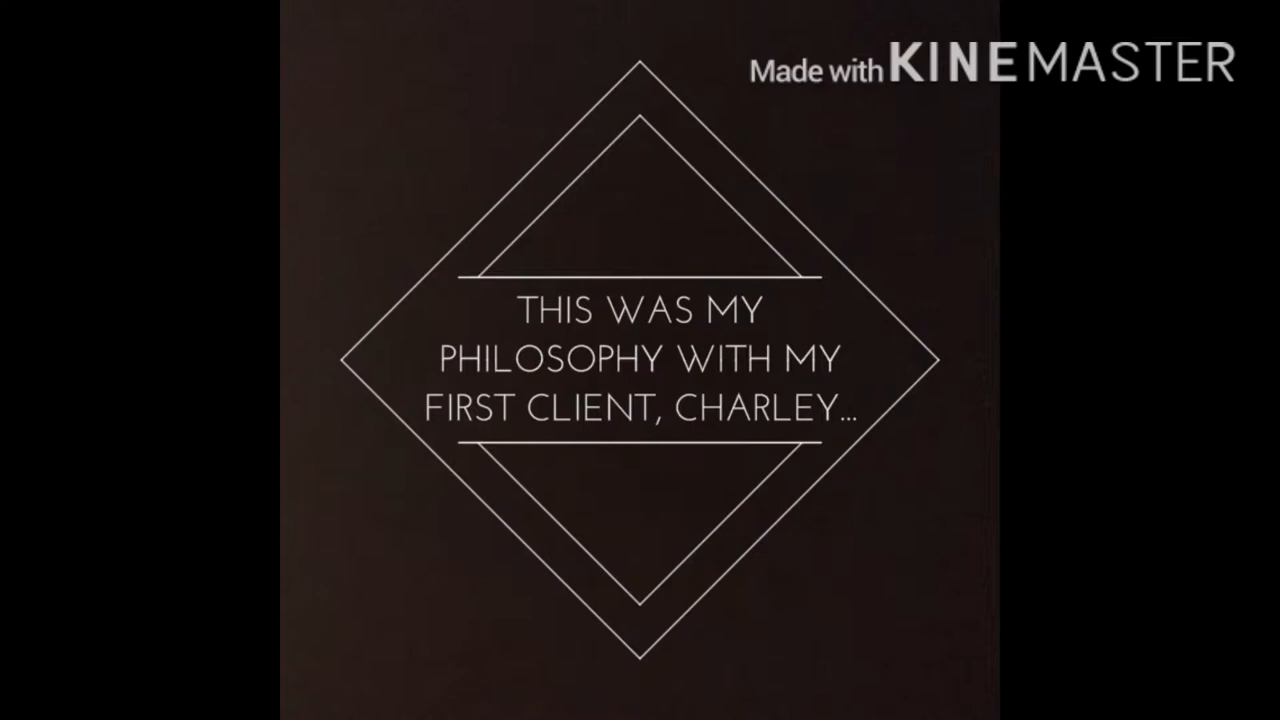 Made with KINEMASTER
THIS WAS MY
PHILOSOPHY WITH MY
FIRST CLIENT, CHARLEY...